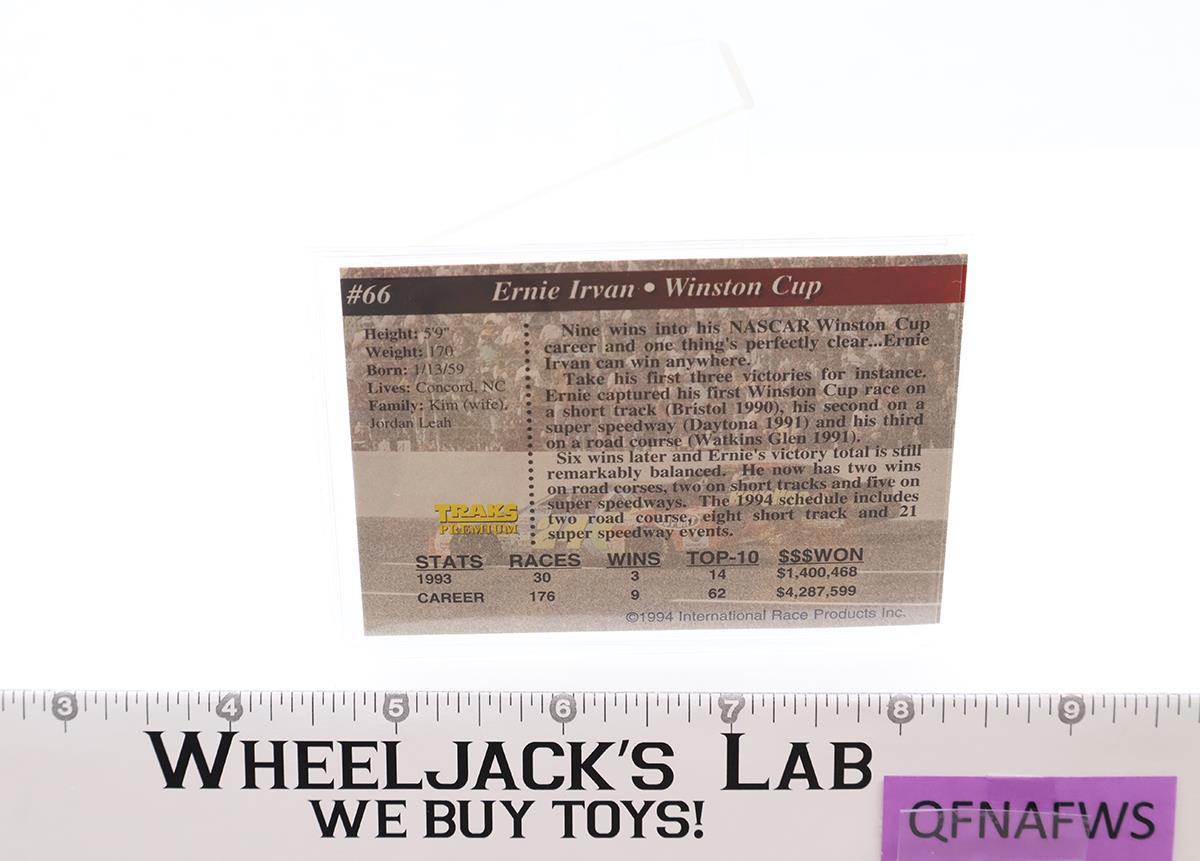 #66 Ernie Irvan • Winston Cup
Height: 5'9"
Weight: 170
Born: 1/13/59
Lives: Concord, NC
Family: Kim (wife),
Jordan Leah
Nine wins into his NASCAR Winston Cup
career and one thing's perfectly clear...Ernie
Irvan can win anywhere.
Take his first three victories for instance.
Ernie captured his first Winston Cup race on
a short track (Bristol 1990), his second on a
super speedway (Daytona 1991) and his third
on a road course (Watkins Glen 1991).
Six wins later and Ernie's victory total is still
remarkably balanced. He now has two wins
on road corses, two on short tracks and five on
super speedways. The 1994 schedule includes
two road course, eight short track and 21
super speedway events.
TRAKS
PREMIUM
STATS RACES WINS TOP-10 $$$WON
1993 30 3 14 $1,400,468
CAREER 176 9 62 $4,287,599
©1994 International Race Products Inc.
3 4 5 6 7 8 9
WHEELJACK'S LAB
WE BUY TOYS!
QFNAFWS